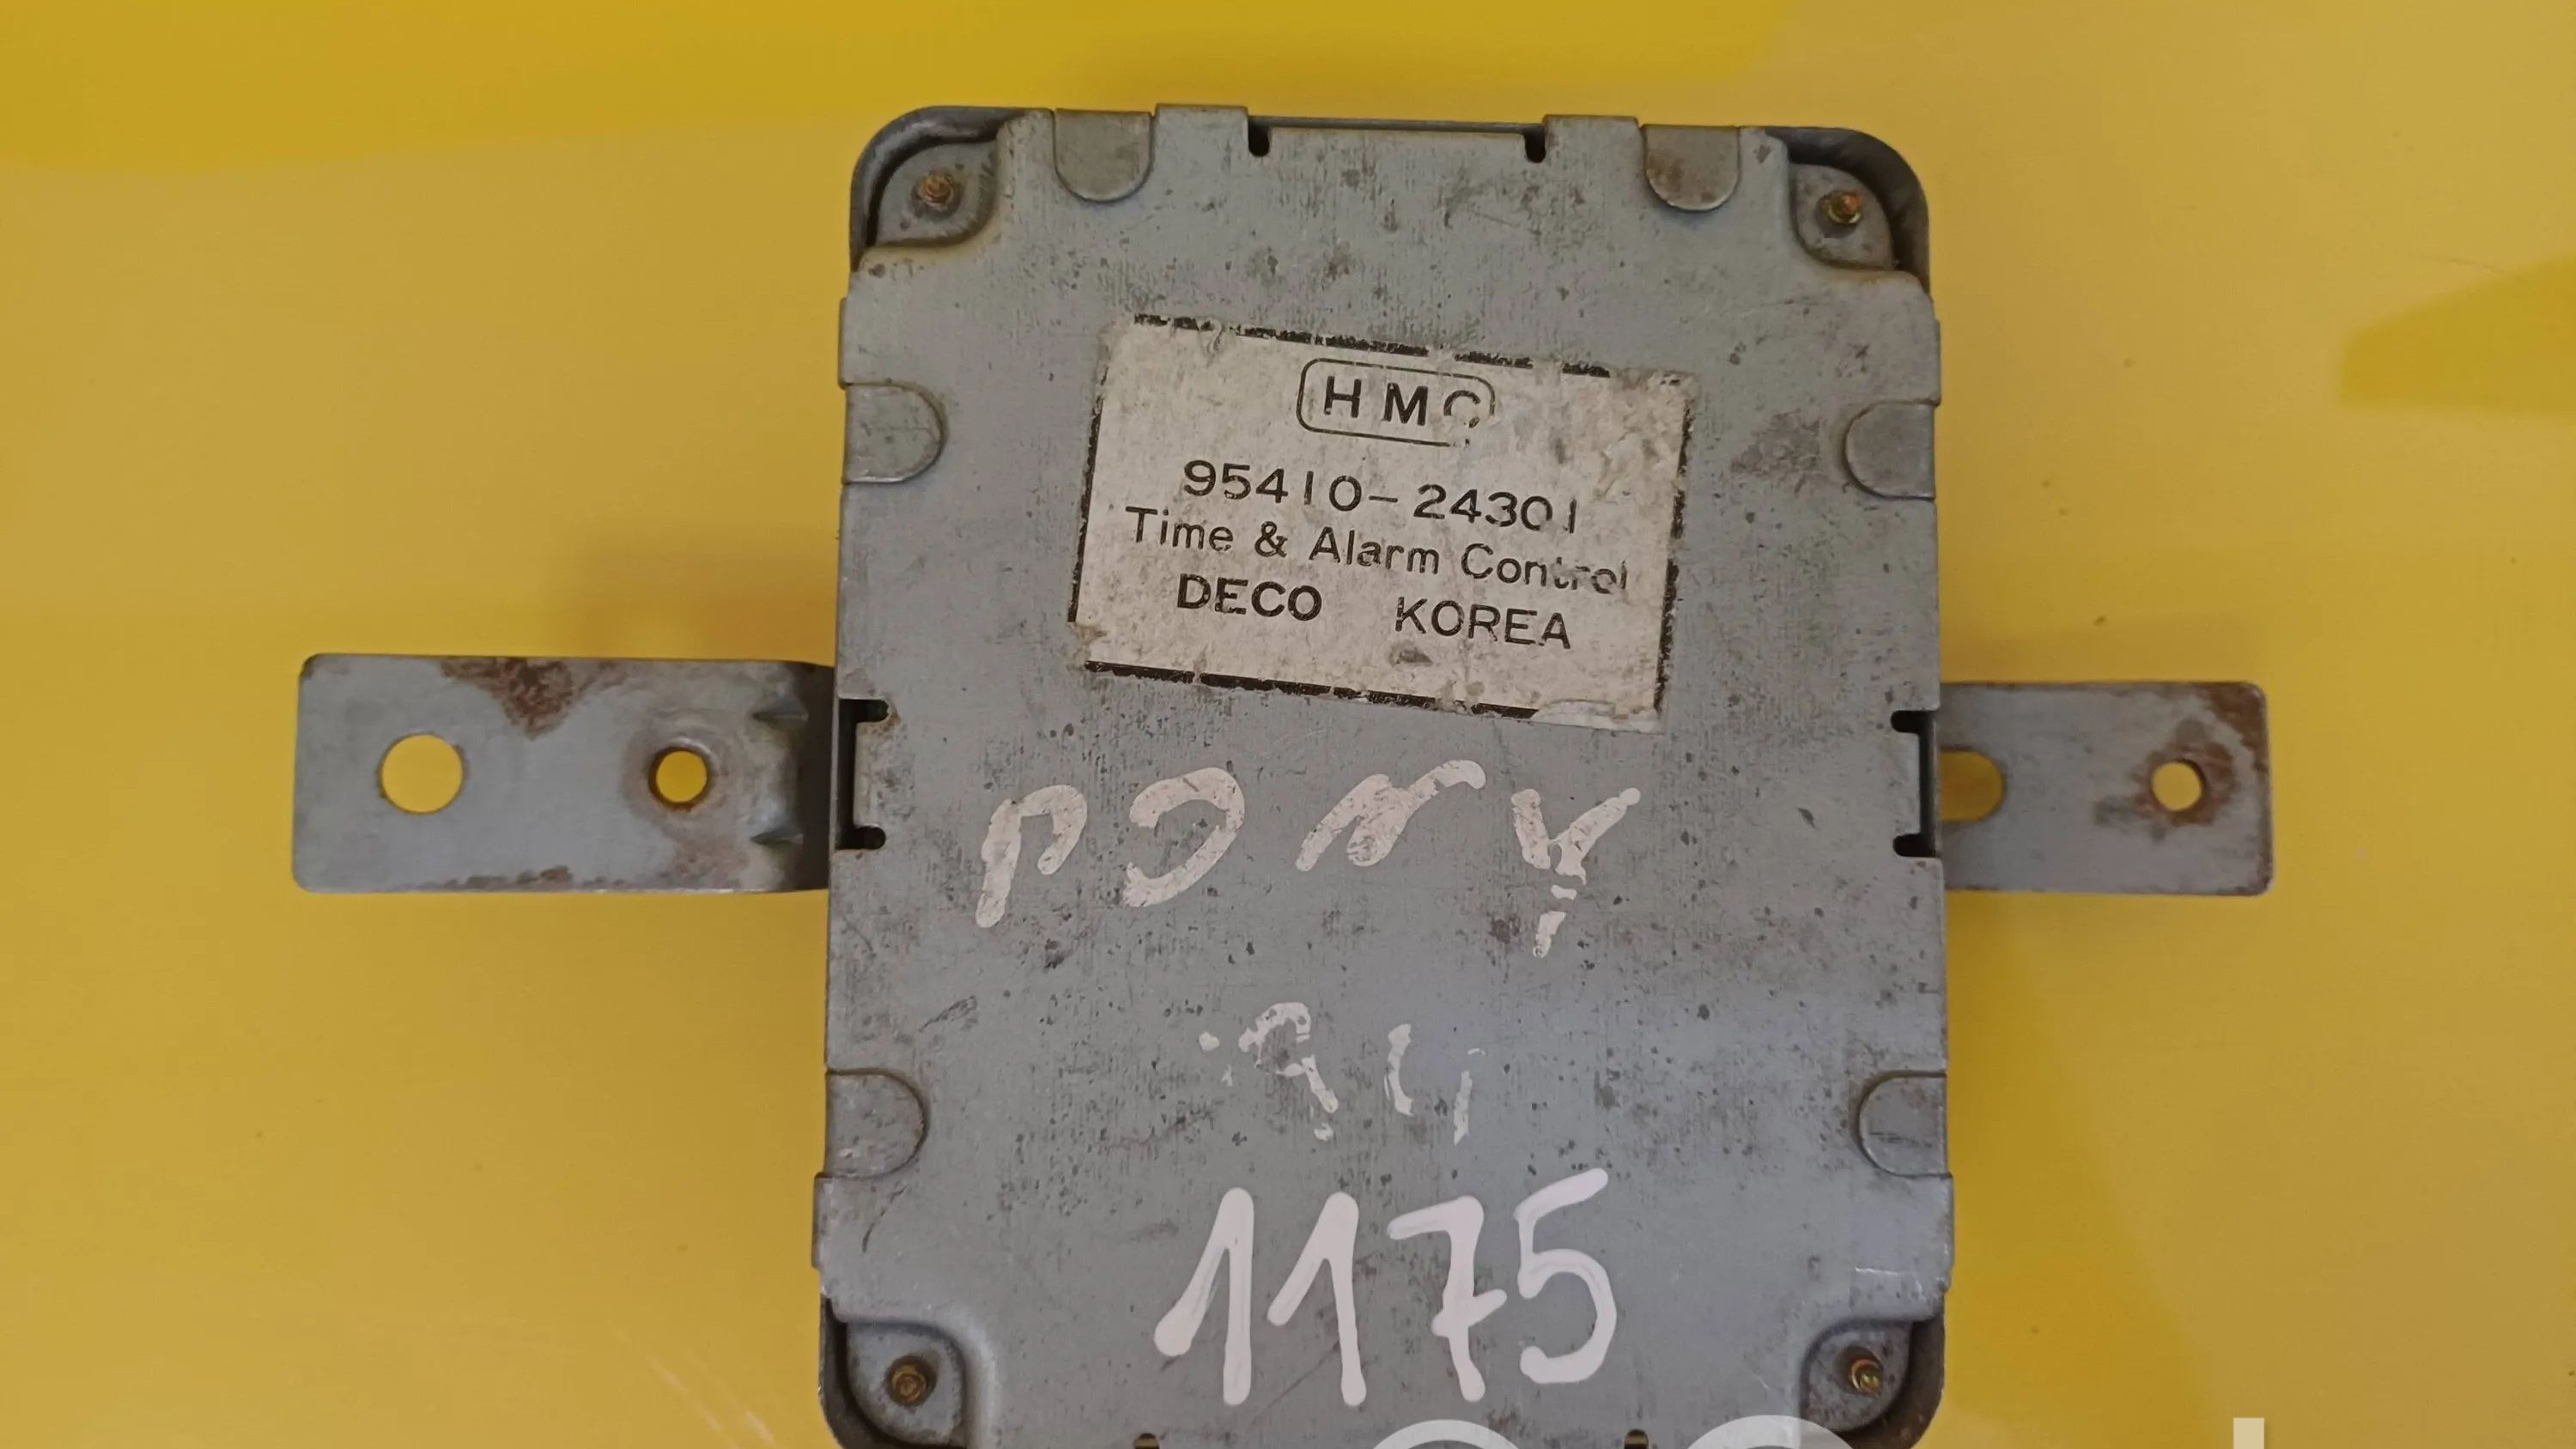 HMC
95410-24301
Time & Alarm Control
DECO KOREA
PONY
1175